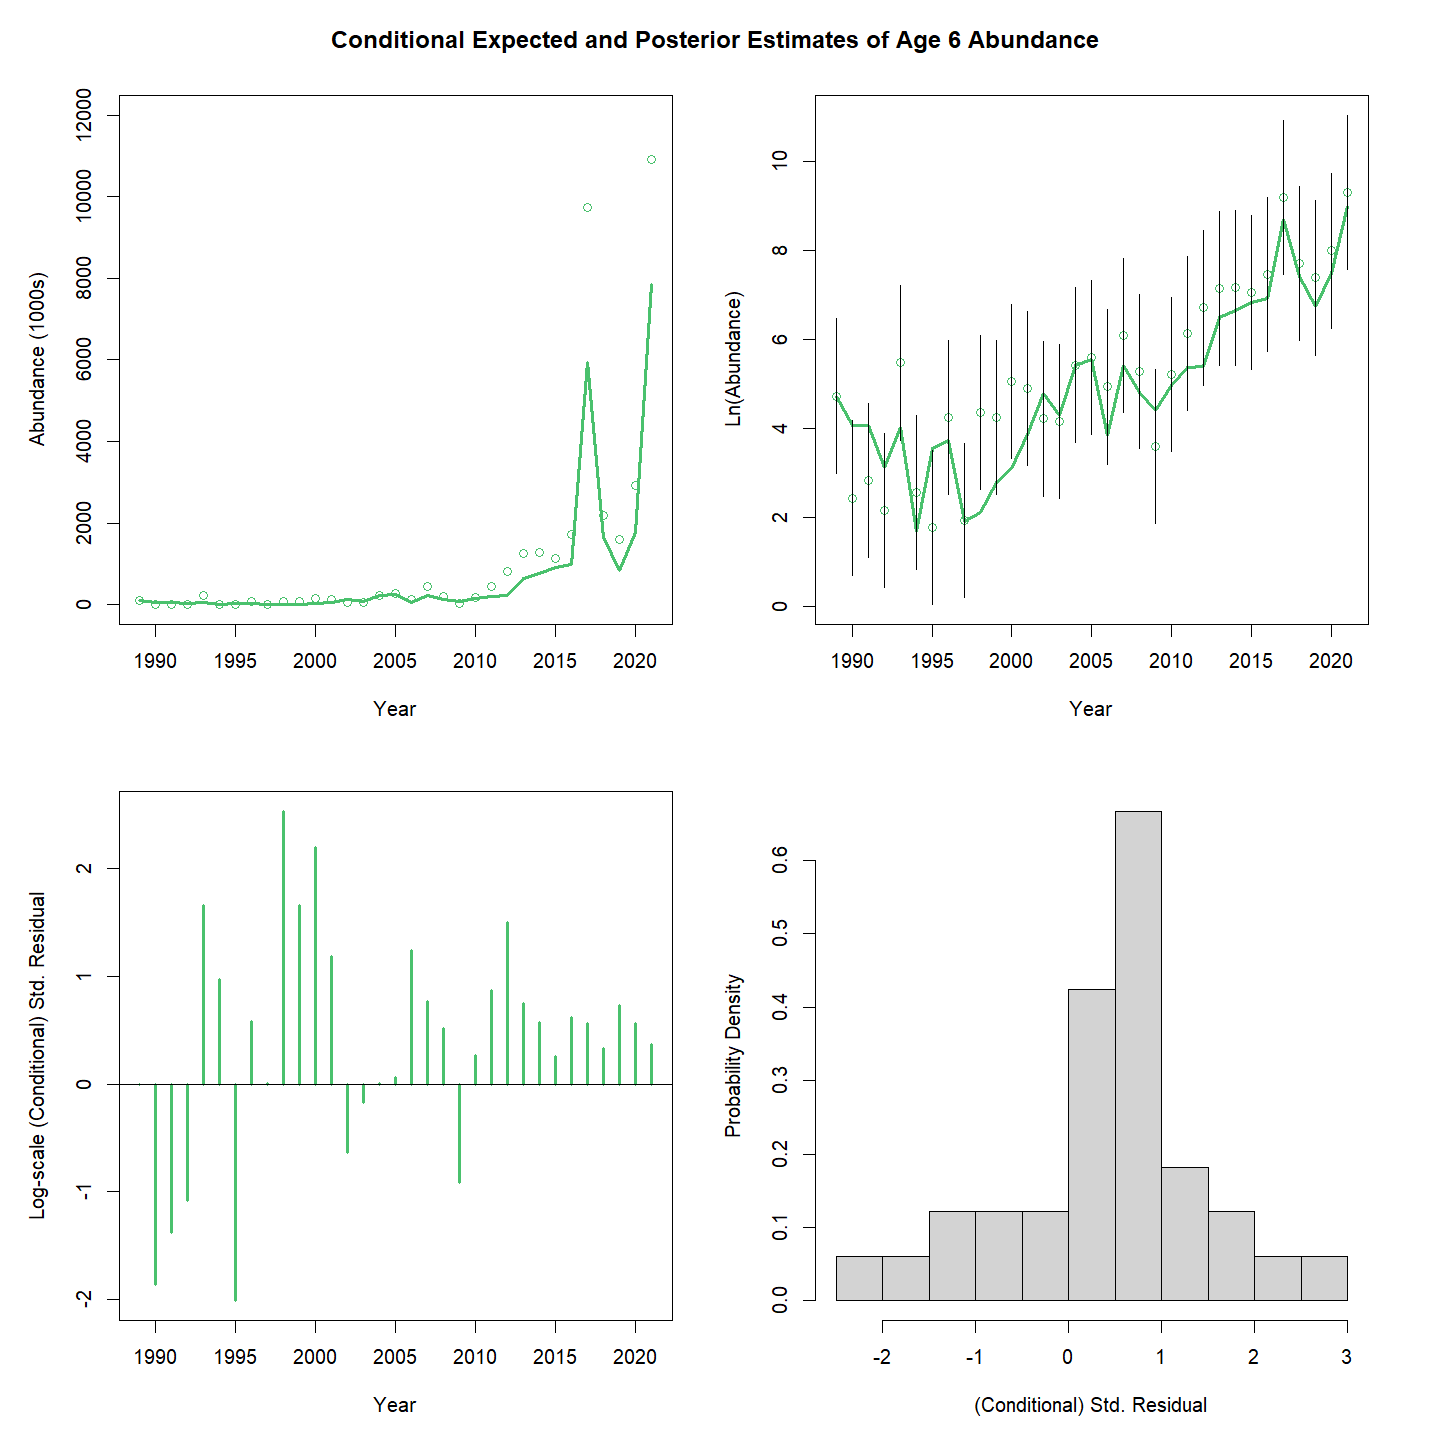 Conditional Expected and Posterior Estimates of Age 6 Abundance
Abundance (1000s)
12000
10000
8000
6000
4000
2000
0
1990 1995 2000 2005 2010 2015 2020
Year
Ln(Abundance)
10
8
6
4
2
0
1990 1995 2000 2005 2010 2015 2020
Year
Log-scale (Conditional) Std. Residual
2
1
0
-1
-2
1990 1995 2000 2005 2010 2015 2020
Year
Probability Density
0.6
0.5
0.4
0.3
0.2
0.1
0.0
-2 -1 0 1 2 3
(Conditional) Std. Residual